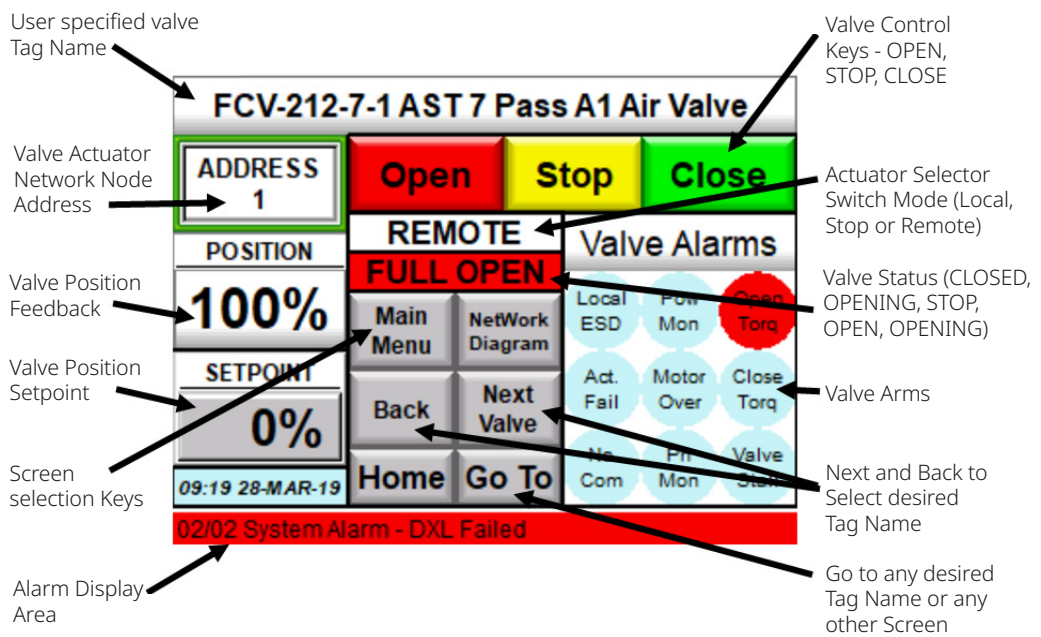 User specified valve
Tag Name
Valve Control
Keys - OPEN,
STOP, CLOSE
FCV-212-7-1 AST 7 Pass A1 Air Valve
Valve Actuator
Network Node
Address
ADDRESS
1
Open
Stop
Close
Actuator Selector
Switch Mode (Local,
Stop or Remote)
REMOTE
Valve Alarms
POSITION
FULL OPEN
Valve Status (CLOSED,
OPENING, STOP,
OPEN, OPENING)
Valve Position
Feedback
100%
Main
Menu
NetWork
Diagram
Local
ESD
Pow
Mon
Open
Torq
Valve Position
Setpoint
SETPOINT
0%
Back
Next
Valve
Act.
Fail
Motor
Over
Close
Torq
Valve Arms
Screen
selection Keys
09:19 28-MAR-19
Home
Go To
No
Com
PH
Mon
Valve
Stall
Next and Back to
Select desired
Tag Name
02/02 System Alarm - DXL Failed
Alarm Display
Area
Go to any desired
Tag Name or any
other Screen